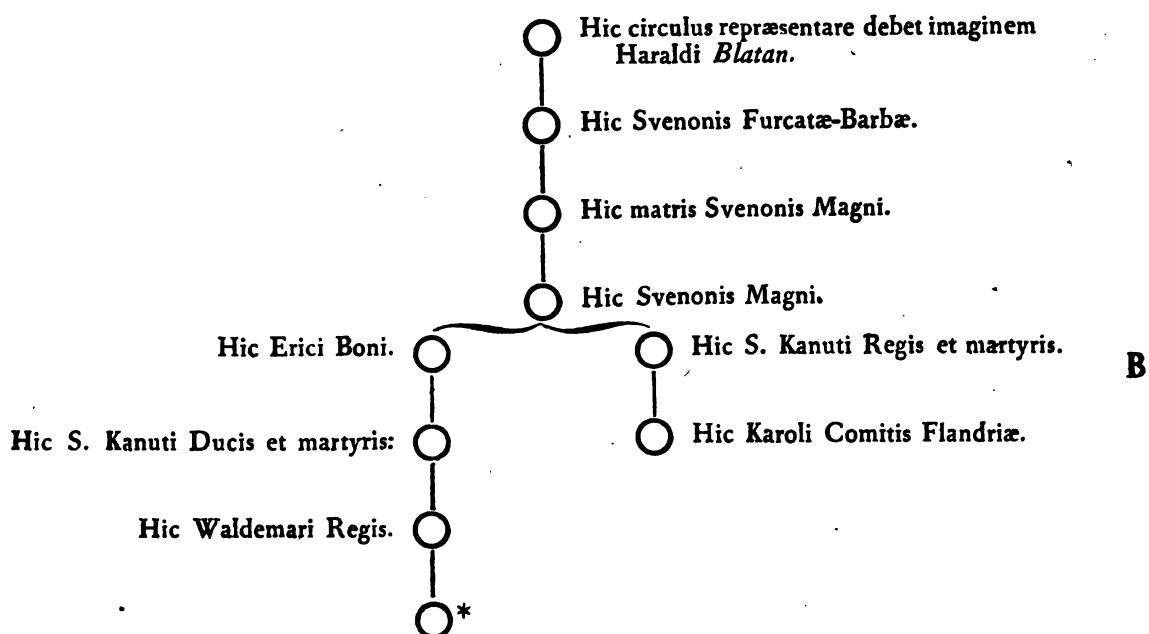 Hic circulus repræsentare debet imaginem
Haraldi Blatan.
Hic Svenonis Furcatæ-Barbæ.
Hic matris Svenonis Magni.
Hic Svenonis Magni.
Hic Erici Boni.
Hic S. Kanuti Regis et martyris.
B
Hic S. Kanuti Ducis et martyris:
Hic Karoli Comitis Flandriæ.
Hic Waldemari Regis.
*